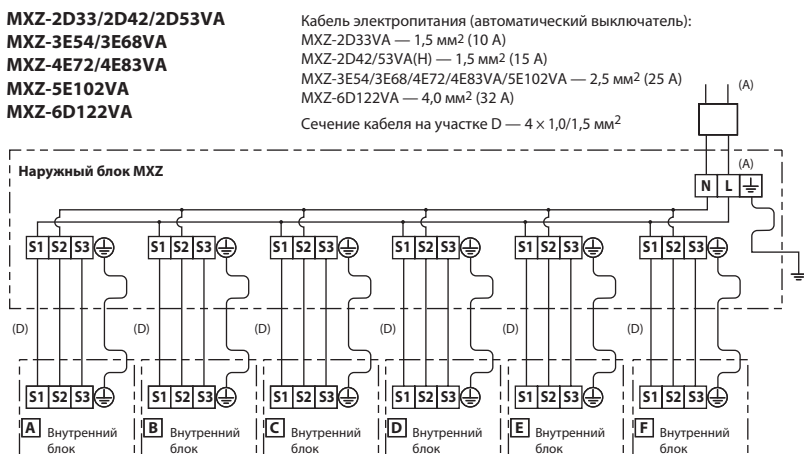 MXZ-2D33/2D42/2D53VA
MXZ-3E54/3E68VA
MXZ-4E72/4E83VA
MXZ-5E102VA
MXZ-6D122VA
Кабель электропитания (автоматический выключатель):
MXZ-2D33VA — 1,5 мм² (10 А)
MXZ-2D42/53VA(H) — 1,5 мм² (15 А)
MXZ-3E54/3E68/4E72/4E83VA/5E102VA — 2,5 мм² (25 А)
MXZ-6D122VA — 4,0 мм² (32 А)
Сечение кабеля на участке D — 4 × 1,0/1,5 мм²
(A)
Наружный блок MXZ
(A)
N L
S1 S2 S3 S1 S2 S3 S1 S2 S3 S1 S2 S3 S1 S2 S3 S1 S2 S3
(D) (D) (D) (D) (D) (D)
S1 S2 S3 S1 S2 S3 S1 S2 S3 S1 S2 S3 S1 S2 S3 S1 S2 S3
A Внутренний B Внутренний C Внутренний D Внутренний E Внутренний F Внутренний
блок блок блок блок блок блок